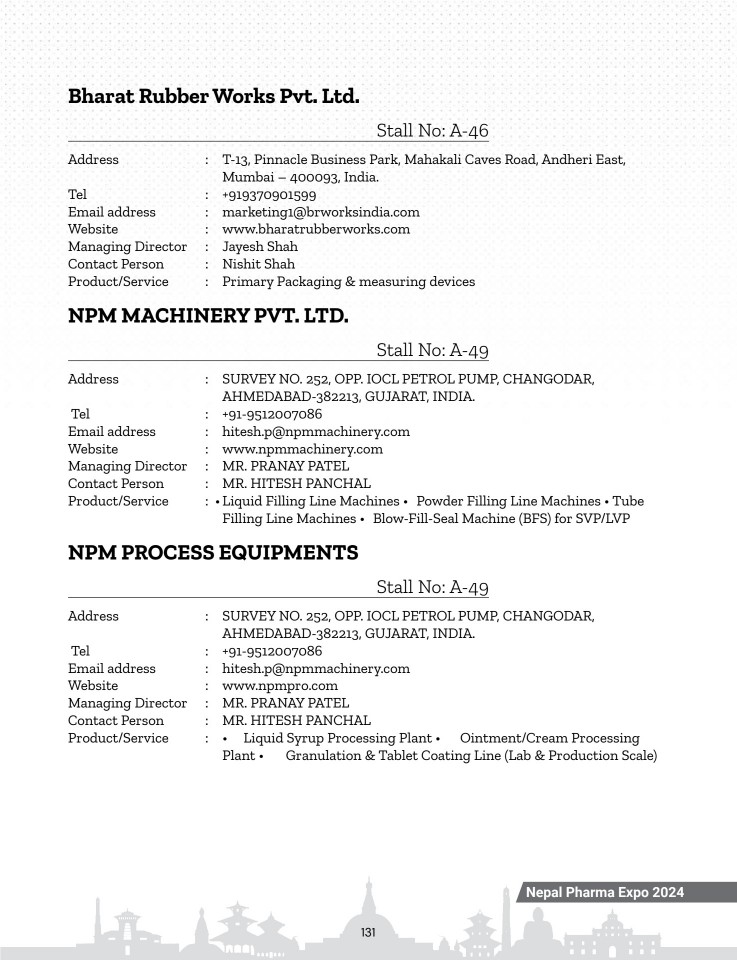 Bharat Rubber Works Pvt. Ltd.
Stall No: A-46
Address : T-13, Pinnacle Business Park, Mahakali Caves Road, Andheri East,
Mumbai – 400093, India.
Tel : +919370901599
Email address : marketing1@brworksindia.com
Website : www.bharatrubberworks.com
Managing Director : Jayesh Shah
Contact Person : Nishit Shah
Product/Service : Primary Packaging & measuring devices
NPM MACHINERY PVT. LTD.
Stall No: A-49
Address : SURVEY NO. 252, OPP. IOCL PETROL PUMP, CHANGODAR,
AHMEDABAD-382213, GUJARAT, INDIA.
Tel : +91-9512007086
Email address : hitesh.p@npmmachinery.com
Website : www.npmmachinery.com
Managing Director : MR. PRANAY PATEL
Contact Person : MR. HITESH PANCHAL
Product/Service : • Liquid Filling Line Machines • Powder Filling Line Machines • Tube
Filling Line Machines • Blow-Fill-Seal Machine (BFS) for SVP/LVP
NPM PROCESS EQUIPMENTS
Stall No: A-49
Address : SURVEY NO. 252, OPP. IOCL PETROL PUMP, CHANGODAR,
AHMEDABAD-382213, GUJARAT, INDIA.
Tel : +91-9512007086
Email address : hitesh.p@npmmachinery.com
Website : www.npmpro.com
Managing Director : MR. PRANAY PATEL
Contact Person : MR. HITESH PANCHAL
Product/Service : • Liquid Syrup Processing Plant • Ointment/Cream Processing
Plant • Granulation & Tablet Coating Line (Lab & Production Scale)
Nepal Pharma Expo 2024
131